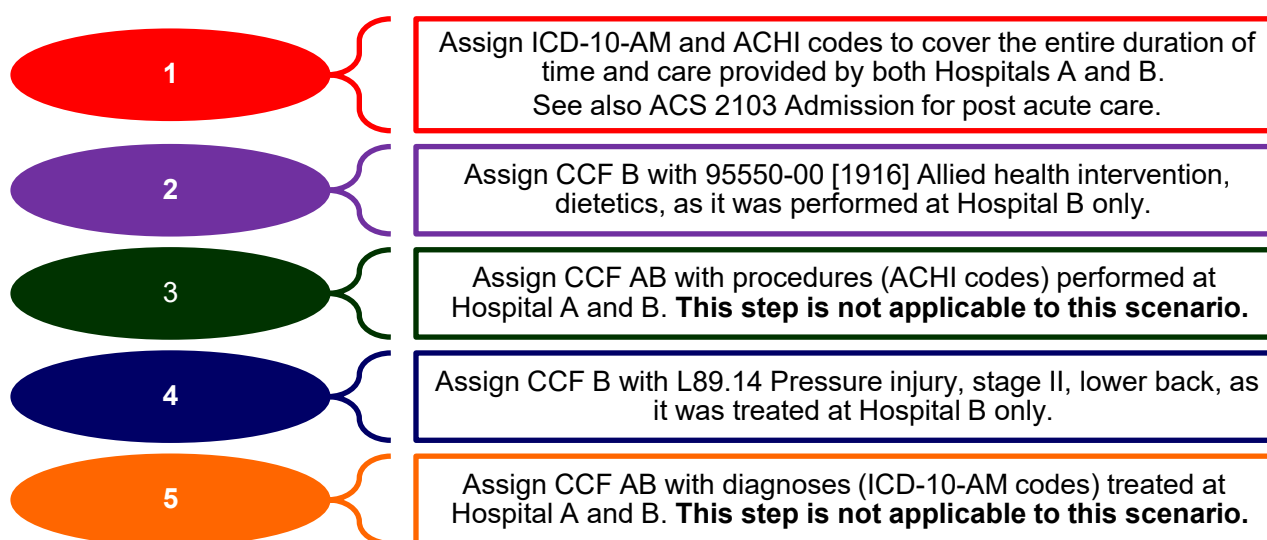 1
Assign ICD-10-AM and ACHI codes to cover the entire duration of
time and care provided by both Hospitals A and B.
See also ACS 2103 Admission for post acute care.
2
Assign CCF B with 95550-00 [1916] Allied health intervention,
dietetics, as it was performed at Hospital B only.
3
Assign CCF AB with procedures (ACHI codes) performed at
Hospital A and B. This step is not applicable to this scenario.
4
Assign CCF B with L89.14 Pressure injury, stage II, lower back, as
it was treated at Hospital B only.
5
Assign CCF AB with diagnoses (ICD-10-AM codes) treated at
Hospital A and B. This step is not applicable to this scenario.